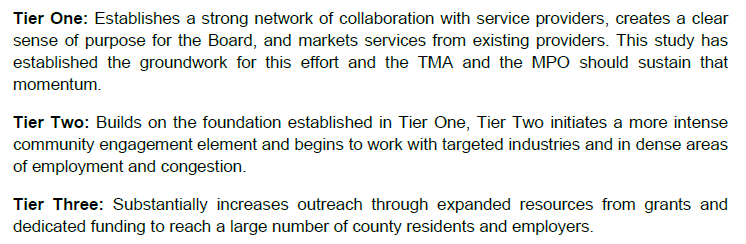 Tier One: Establishes a strong network of collaboration with service providers, creates a clear
sense of purpose for the Board, and markets services from existing providers. This study has
established the groundwork for this effort and the TMA and the MPO should sustain that
momentum.
Tier Two: Builds on the foundation established in Tier One, Tier Two initiates a more intense
community engagement element and begins to work with targeted industries and in dense areas
of employment and congestion.
Tier Three: Substantially increases outreach through expanded resources from grants and
dedicated funding to reach a large number of county residents and employers.